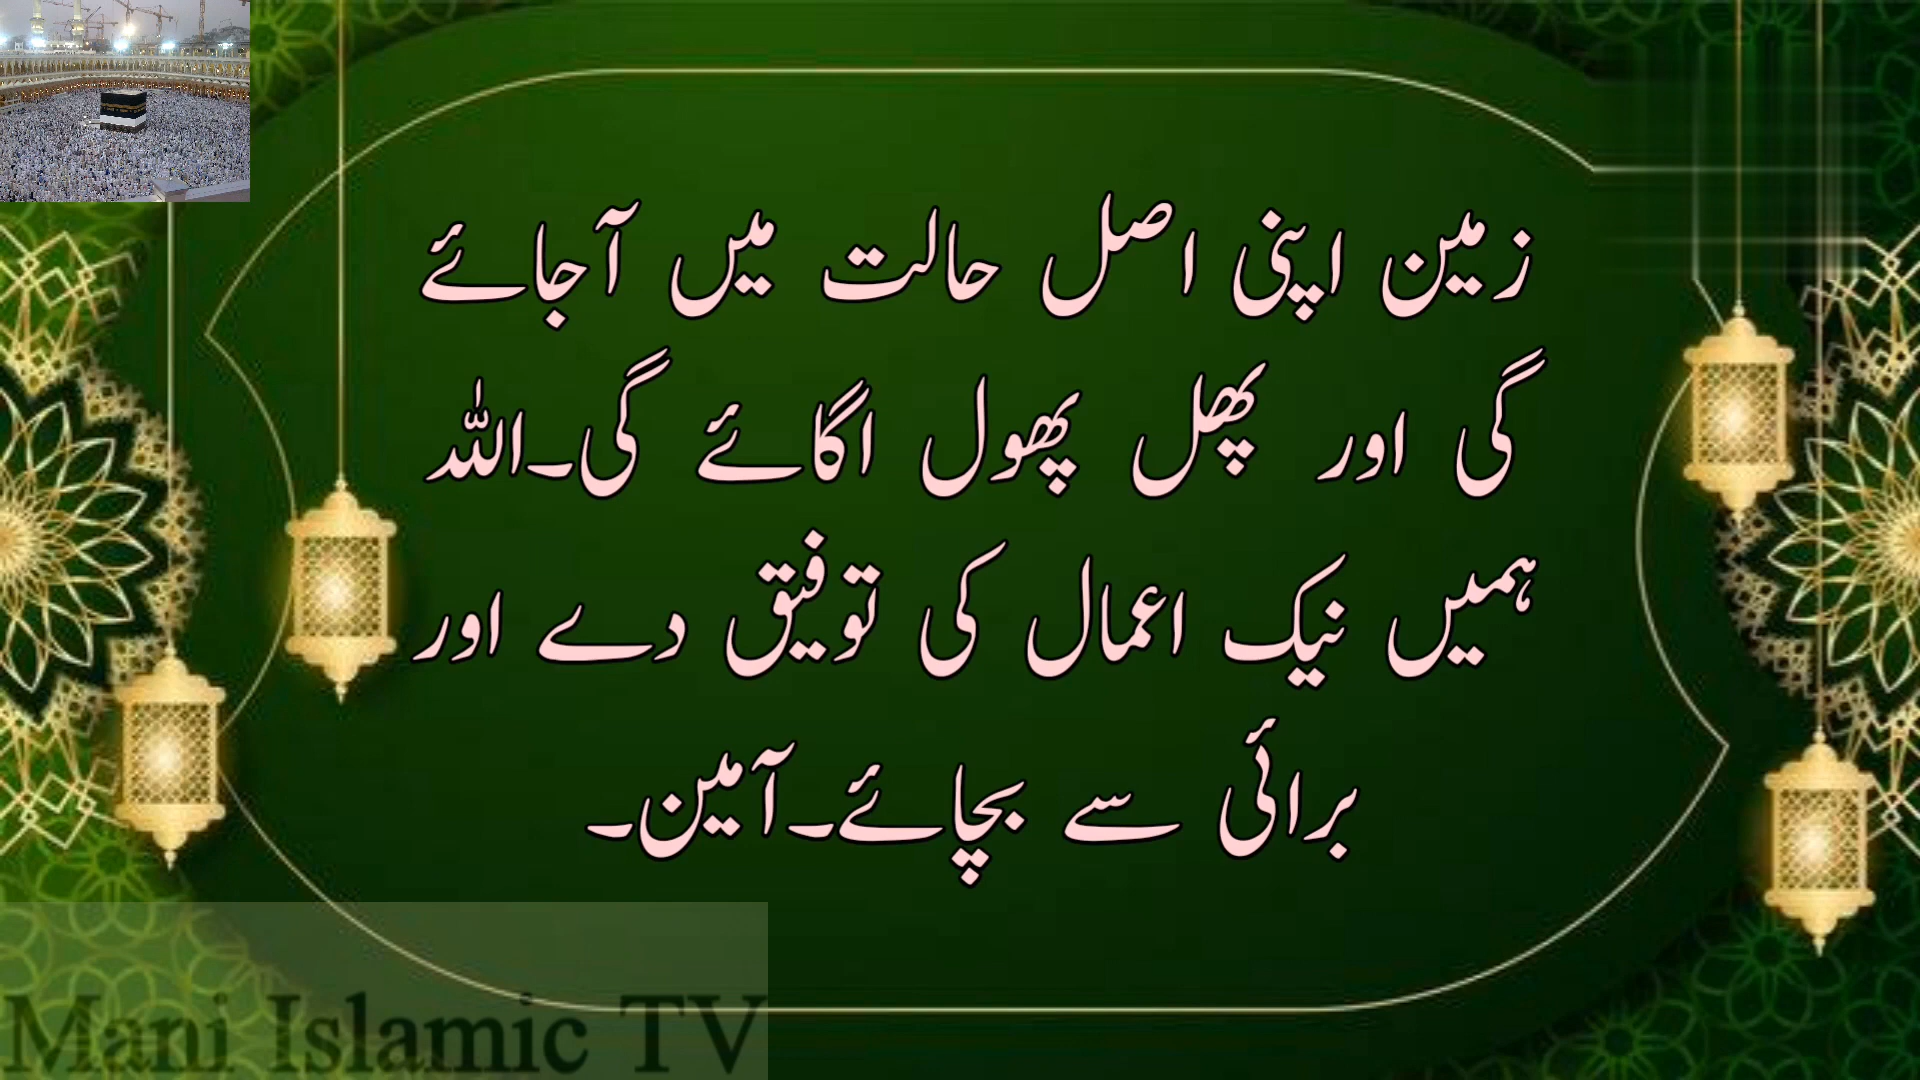 زمین اپنی اصل حالت میں آجائے
گی اور پھل پھول اگائے گی۔اللہ
ہمیں نیک اعمال کی توفیق دے اور
برائی سے بچائے۔آمین۔
Mani Islamic TV